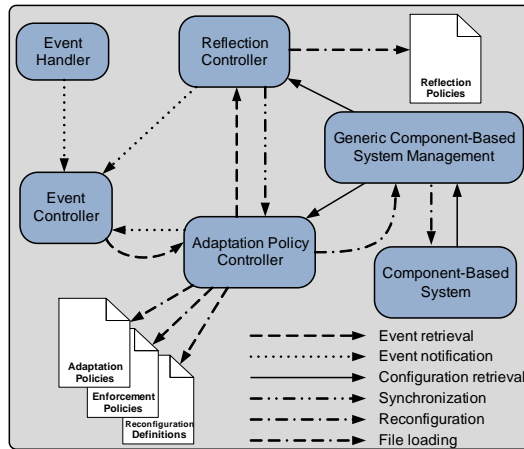 Event
Handler
Reflection
Controller
Reflection
Policies
Generic Component-Based
System Management
Event
Controller
Adaptation Policy
Controller
Component-Based
System
Adaptation
Policies
Enforcement
Policies
Reconfiguration
Definitions
Event retrieval
Event notification
Configuration retrieval
Synchronization
Reconfiguration
File loading